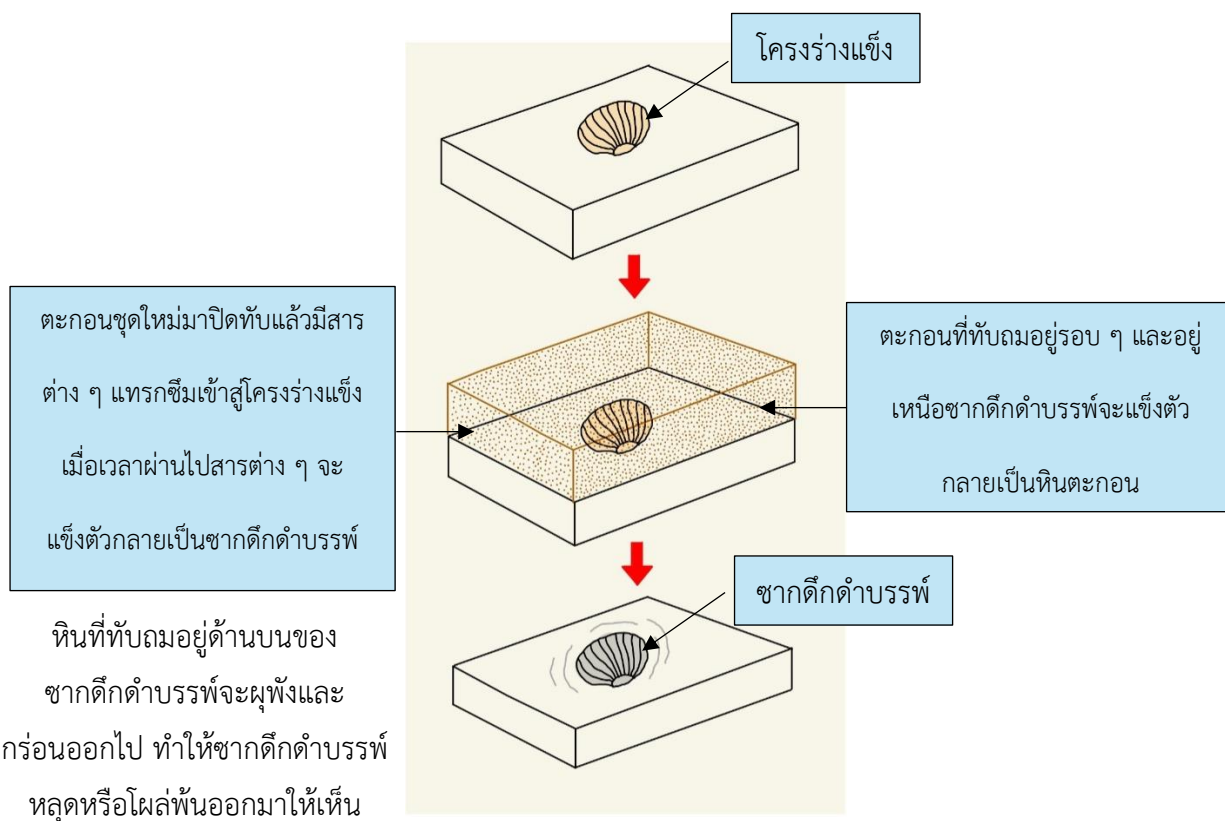 โครงร่างแข็ง
ตะกอนชุดใหม่มาปิดทับแล้วมีสาร
ต่าง ๆ แทรกซึมเข้าสู่โครงร่างแข็ง
เมื่อเวลาผ่านไปสารต่าง ๆ จะ
แข็งตัวกลายเป็นซากดึกดำบรรพ์
ตะกอนที่ทับถมอยู่รอบ ๆ และอยู่
เหนือซากดึกดำบรรพ์จะแข็งตัว
กลายเป็นหินตะกอน
ซากดึกดำบรรพ์
หินที่ทับถมอยู่ด้านบนของ
ซากดึกดำบรรพ์จะผุพังและ
กร่อนออกไป ทำให้ซากดึกดำบรรพ์
หลุดหรือโผล่พ้นออกมาให้เห็น